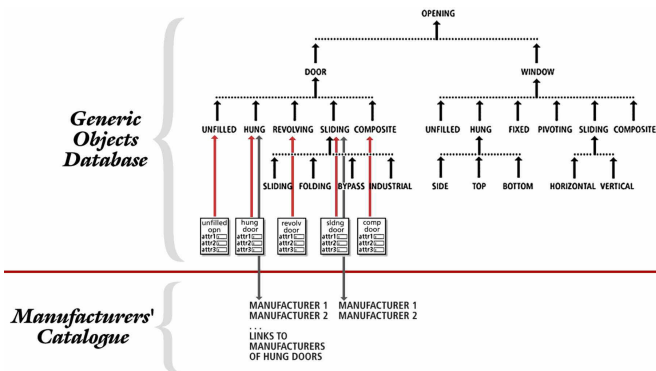 OPENING
DOOR
WINDOW
Generic
Objects
Database
UNFILLED HUNG REVOLVING SLIDING COMPOSITE
UNFILLED HUNG FIXED PIVOTING SLIDING COMPOSITE
SLIDING FOLDING BYPASS INDUSTRIAL
SIDE TOP BOTTOM
HORIZONTAL VERTICAL
unfilled
opn
attr1
attr2
attr3
hung
door
attr1
attr2
attr3
revolv
door
attr1
attr2
attr3
sldng
door
attr1
attr2
attr3
comp
door
attr1
attr2
attr3
Manufacturers'
Catalogue
MANUFACTURER 1
MANUFACTURER 2
...
LINKS TO
MANUFACTURERS
OF HUNG DOORS
MANUFACTURER 1
MANUFACTURER 2